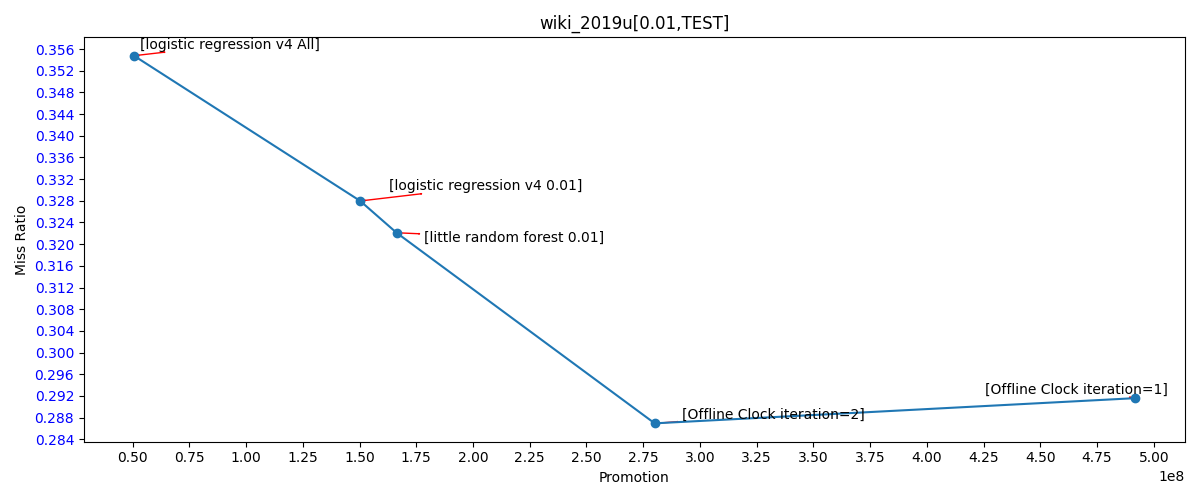 wiki_2019u[0.01,TEST]
Miss Ratio
0.356
0.352
0.348
0.344
0.340
0.336
0.332
0.328
0.324
0.320
0.316
0.312
0.308
0.304
0.300
0.296
0.292
0.288
0.284
[logistic regression v4 All]
[logistic regression v4 0.01]
[little random forest 0.01]
[Offline Clock iteration=2]
[Offline Clock iteration=1]
0.50 0.75 1.00 1.25 1.50 1.75 2.00 2.25 2.50 2.75 3.00 3.25 3.50 3.75 4.00 4.25 4.50 4.75 5.00
1e8
Promotion